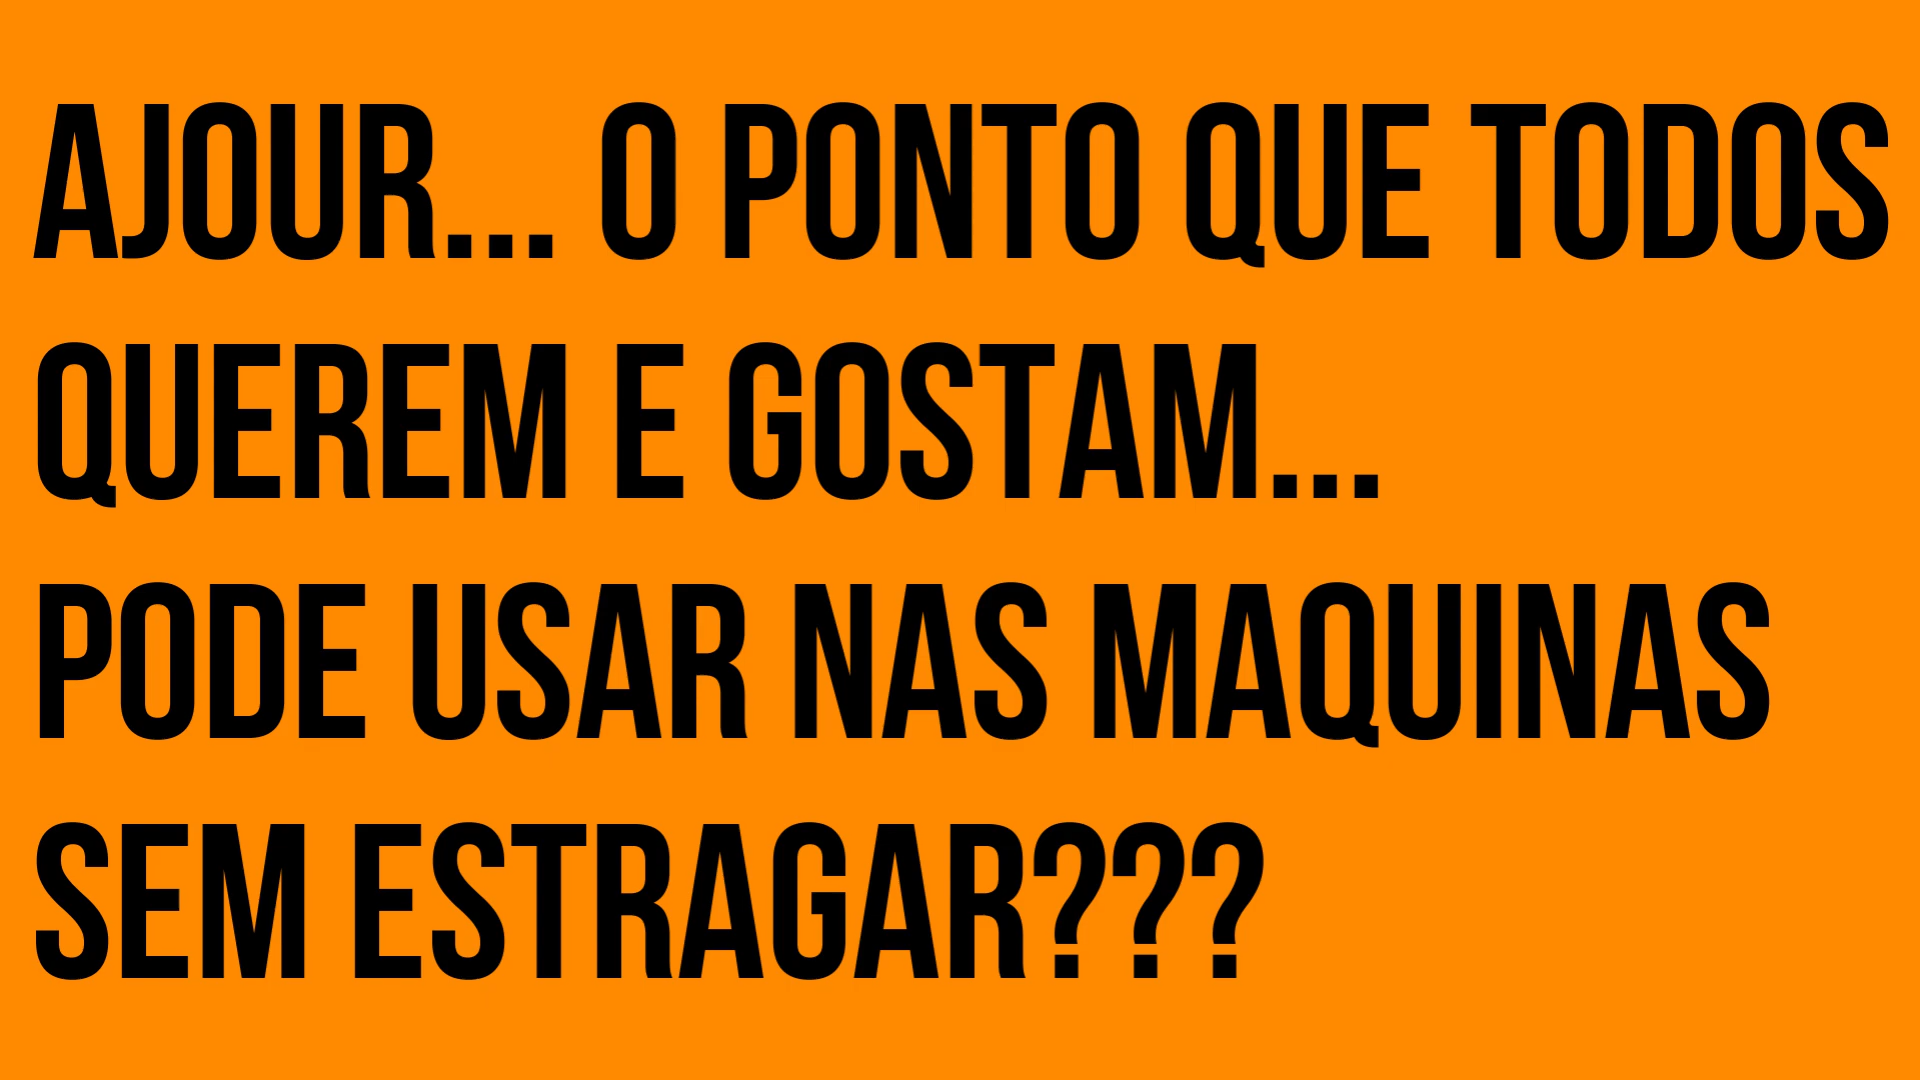 AJOUR... O PONTO QUE TODOS
QUEREM E GOSTAM...
PODE USAR NAS MAQUINAS
SEM ESTRAGAR???